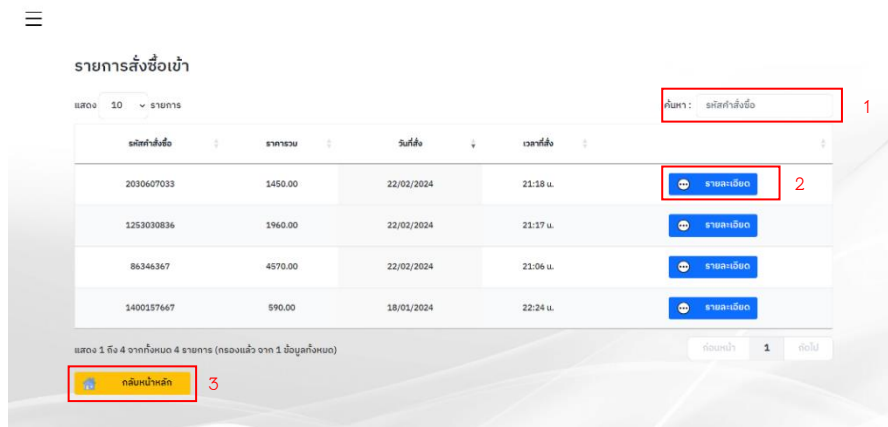 รายการสั่งซื้อเข้า
แสดง 10 รายการ
ค้นหา : รหัสคำสั่งซื้อ 1
รหัสคำสั่งซื้อ ราคารวม วันที่สั่ง เวลาที่สั่ง
2030607033 1450.00 22/02/2024 21:18 น. รายละเอียด 2
1253030836 1960.00 22/02/2024 21:17 น. รายละเอียด
86346367 4570.00 22/02/2024 21:06 น. รายละเอียด
1400157667 590.00 18/01/2024 22:24 น. รายละเอียด
แสดง 1 ถึง 4 จากทั้งหมด 4 รายการ (กรองแล้ว จาก 1 ข้อมูลทั้งหมด)
ก่อนหน้า 1 ต่อไป
กลับหน้าหลัก 3